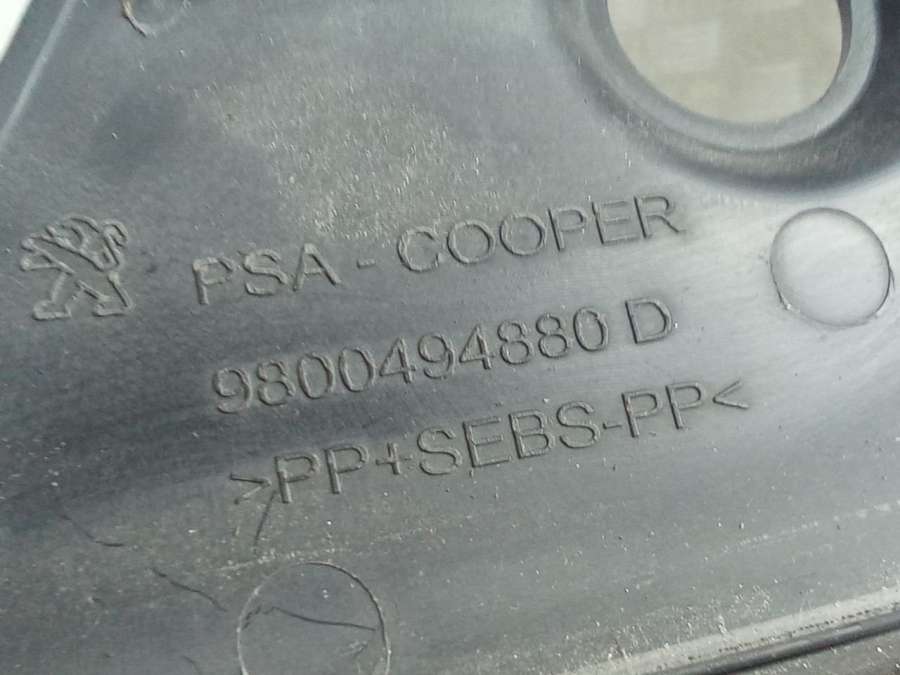 PSA - COOPER
9800494880 D
>PP+SEBS-PP<